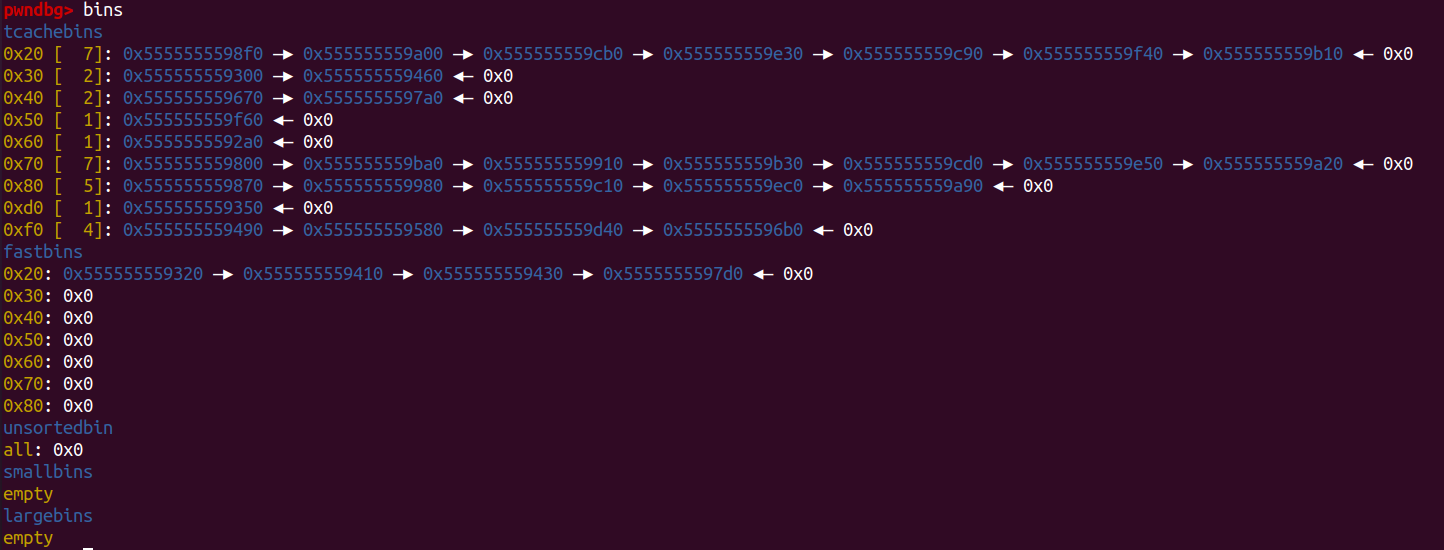 pwndbg> bins
tcachebins
0x20 [  7]: 0x5555555598f0 —▸ 0x555555559a00 —▸ 0x555555559cb0 —▸ 0x555555559e30 —▸ 0x555555559c90 —▸ 0x555555559f40 —▸ 0x555555559b10 ◂— 0x0
0x30 [  2]: 0x555555559300 —▸ 0x555555559460 ◂— 0x0
0x40 [  2]: 0x555555559670 —▸ 0x5555555597a0 ◂— 0x0
0x50 [  1]: 0x555555559f60 ◂— 0x0
0x60 [  1]: 0x5555555592a0 ◂— 0x0
0x70 [  7]: 0x555555559800 —▸ 0x555555559ba0 —▸ 0x555555559910 —▸ 0x555555559b30 —▸ 0x555555559cd0 —▸ 0x555555559e50 —▸ 0x555555559a20 ◂— 0x0
0x80 [  5]: 0x555555559870 —▸ 0x555555559980 —▸ 0x555555559c10 —▸ 0x555555559ec0 —▸ 0x555555559a90 ◂— 0x0
0xd0 [  1]: 0x555555559350 ◂— 0x0
0xf0 [  4]: 0x555555559490 —▸ 0x555555559580 —▸ 0x555555559d40 —▸ 0x5555555596b0 ◂— 0x0
fastbins
0x20: 0x555555559320 —▸ 0x555555559410 —▸ 0x555555559430 —▸ 0x5555555597d0 ◂— 0x0
0x30: 0x0
0x40: 0x0
0x50: 0x0
0x60: 0x0
0x70: 0x0
0x80: 0x0
unsortedbin
all: 0x0
smallbins
empty
largebins
empty